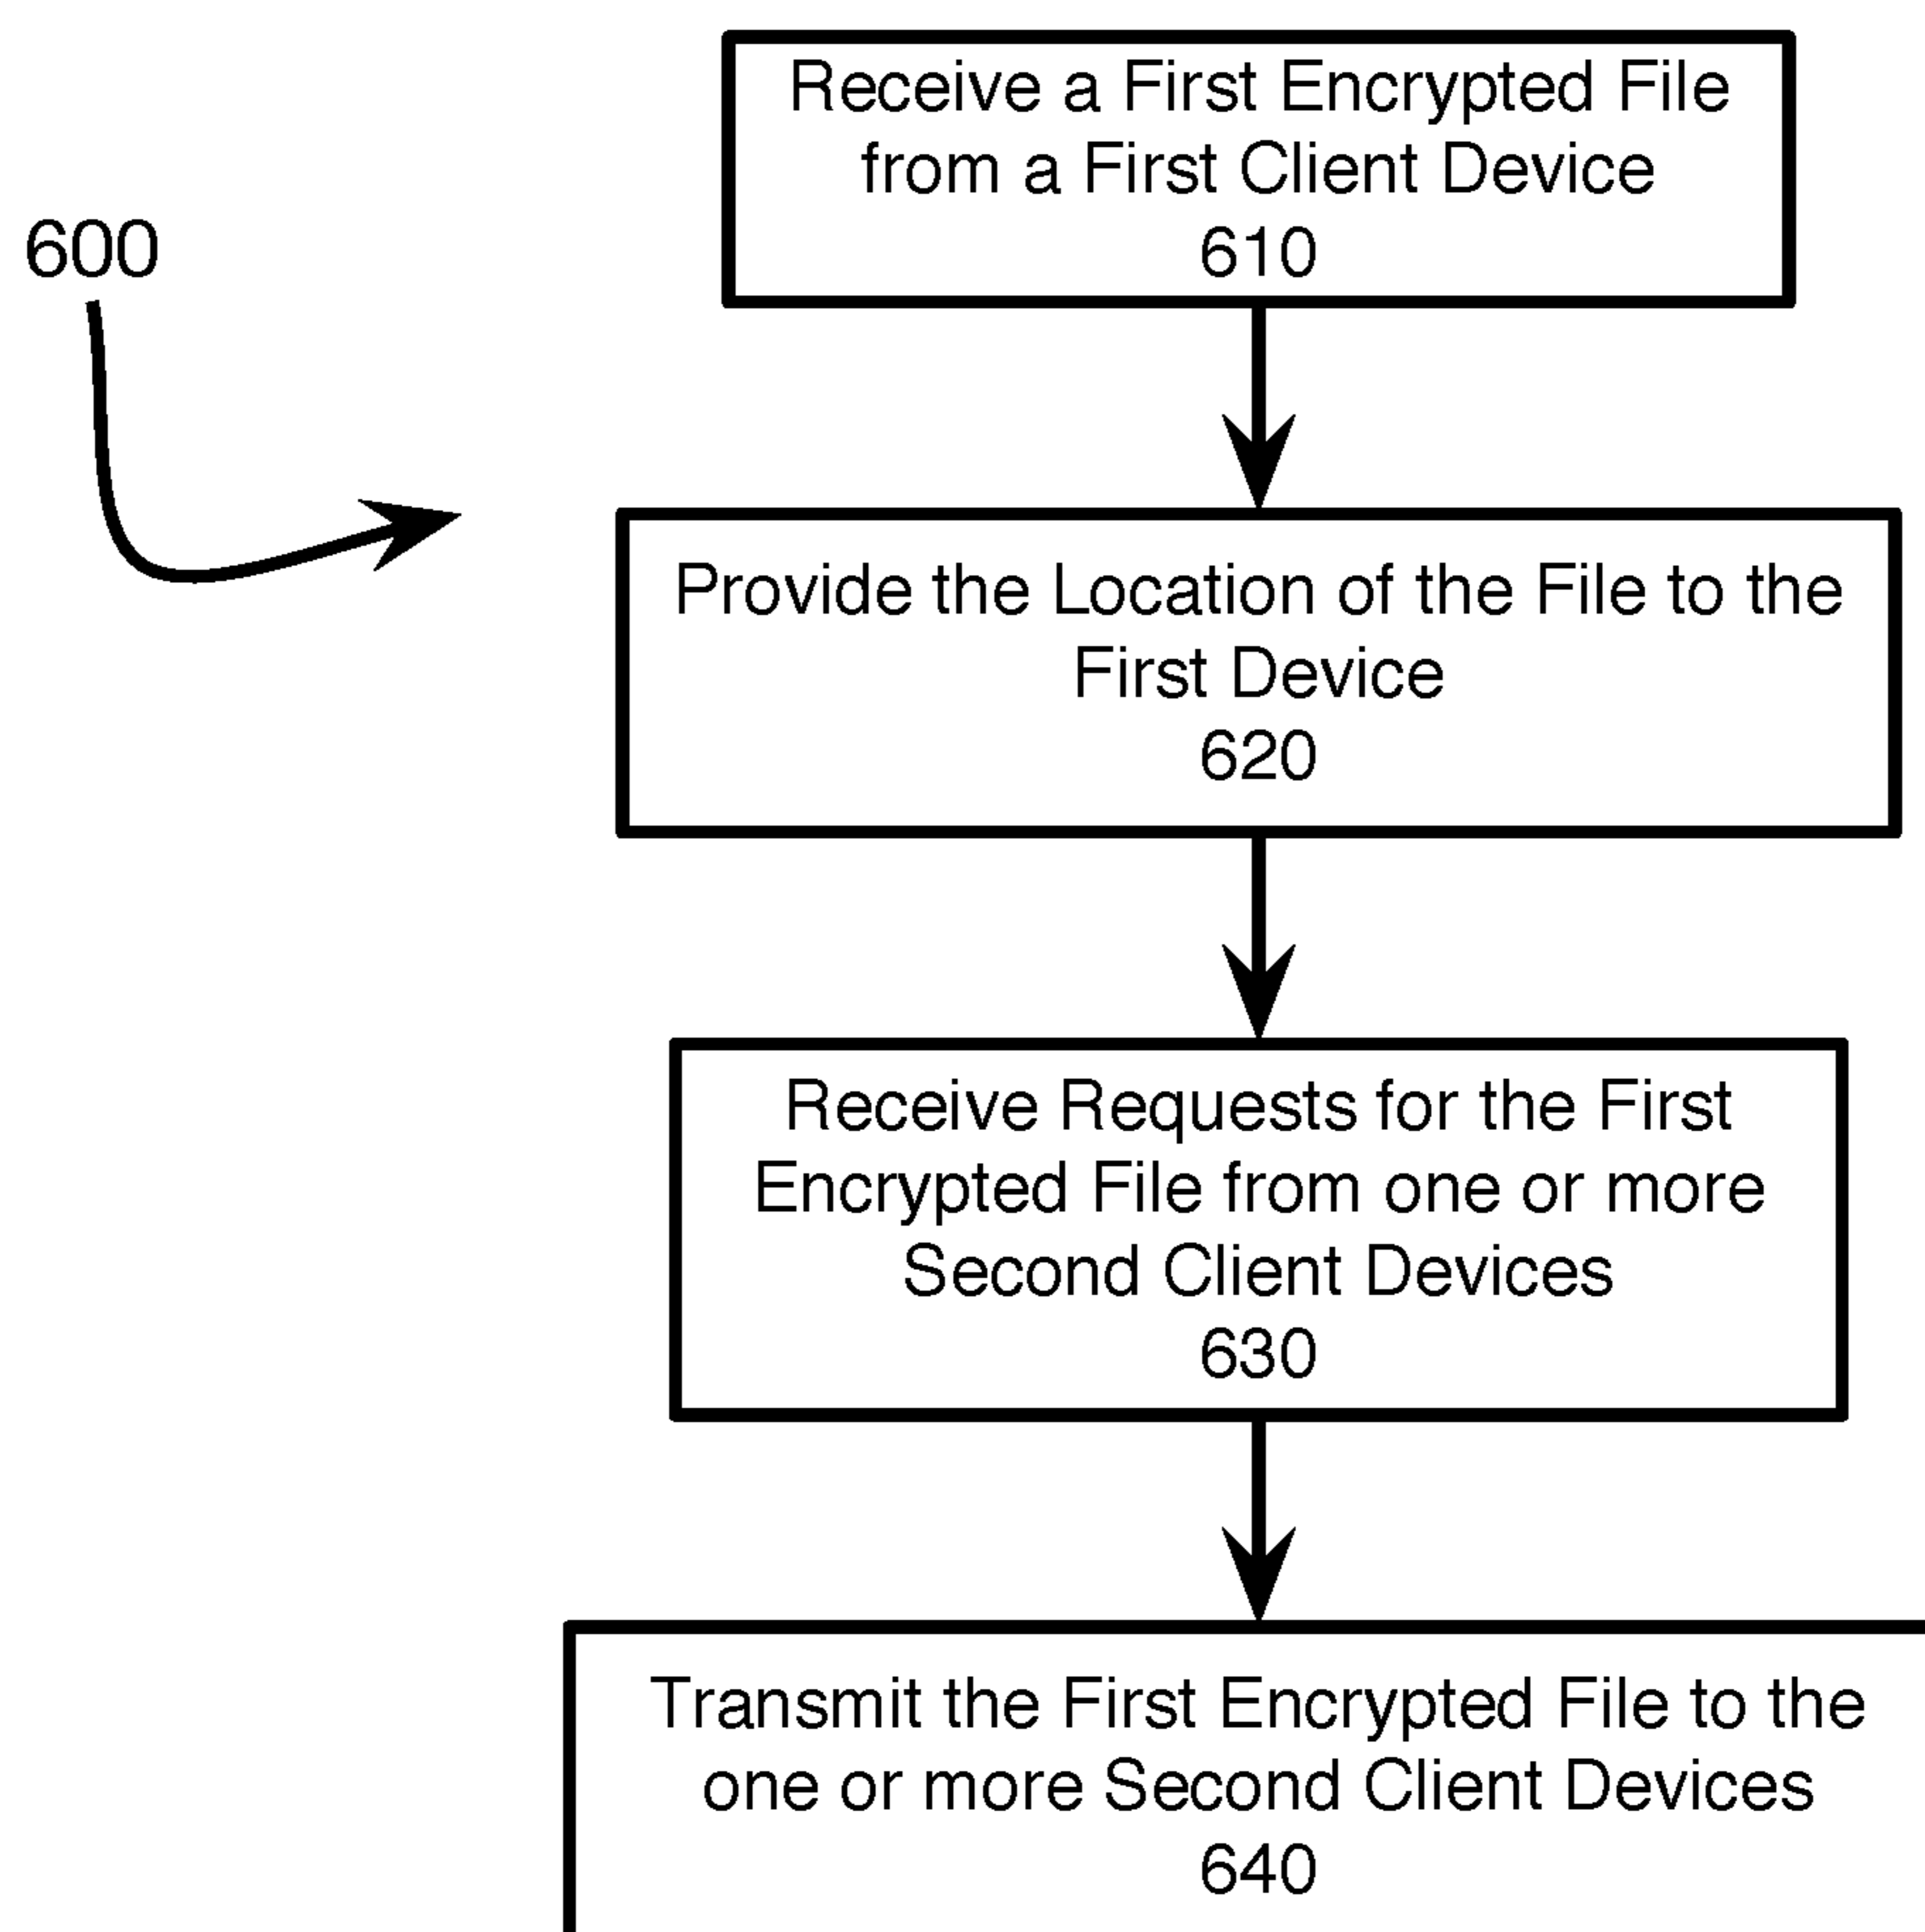 Receive a First Encrypted File
from a First Client Device
610
600
Provide the Location of the File to the
First Device
620
Receive Requests for the First
Encrypted File from one or more
Second Client Devices
630
Transmit the First Encrypted File to the
one or more Second Client Devices
640